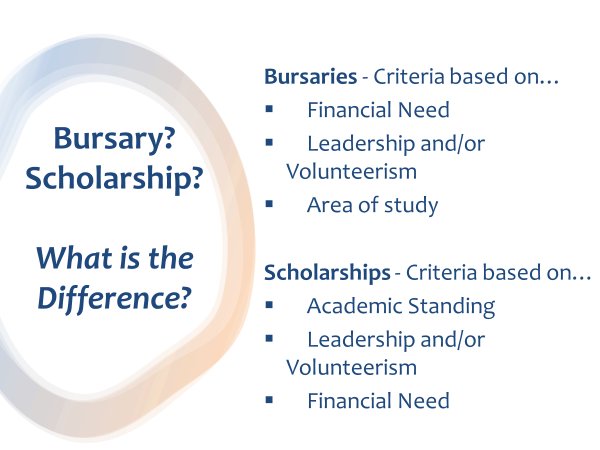 Bursary?
Scholarship?
What is the
Difference?
Bursaries - Criteria based on…
▪ Financial Need
▪ Leadership and/or
Volunteerism
▪ Area of study
Scholarships - Criteria based on…
▪ Academic Standing
▪ Leadership and/or
Volunteerism
▪ Financial Need